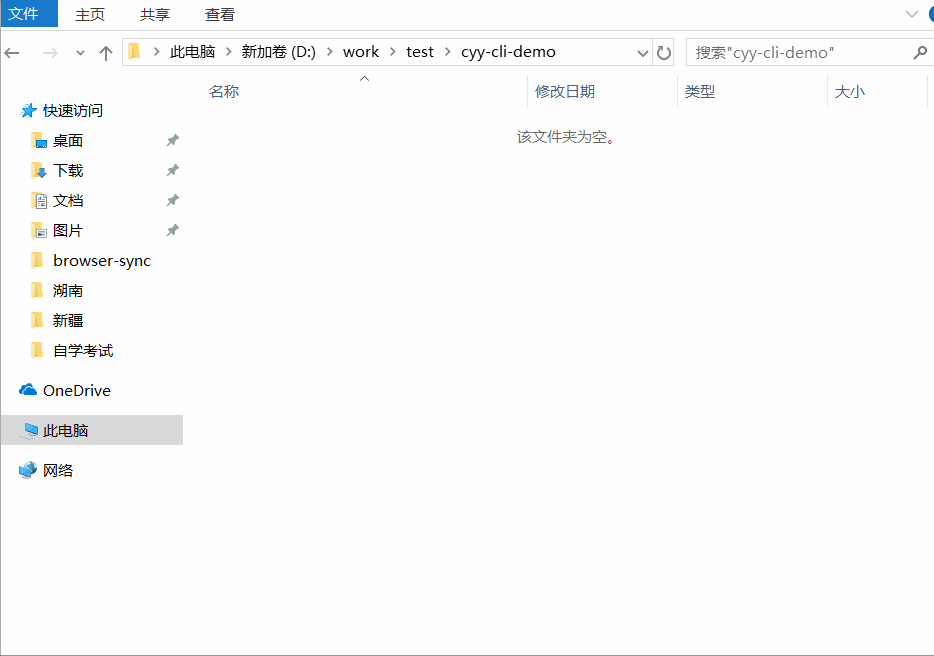 文件 主页 共享 查看
此电脑 新加卷 (D:) work test cyy-cli-demo 搜索"cyy-cli-demo"
名称 修改日期 类型 大小
该文件夹为空。
快速访问
桌面
下载
文档
图片
browser-sync
湖南
新疆
自学考试
OneDrive
此电脑
网络